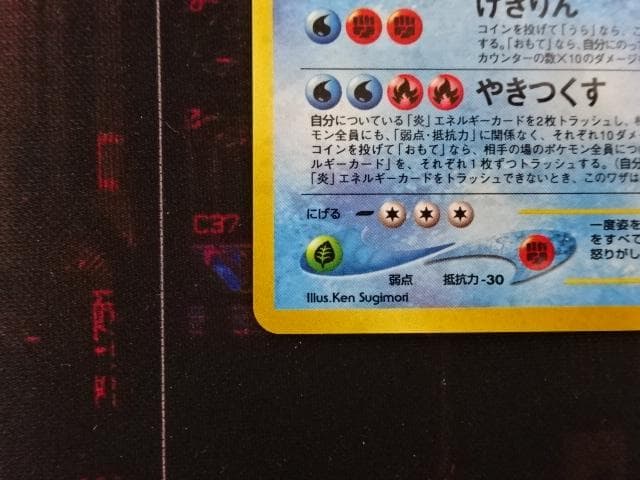 げきりん
コインを投げて「うら」なら、こ
する。「おもて」なら、自分にのっ
カウンターの数×10のダメージ
やきつくす
自分についている「炎」エネルギーカードを2枚トラッシュし、
モン全員にも、「弱点・抵抗力」に関係なく、それぞれ10ダメ
コインを投げて「おもて」なら、相手の場のポケモン全員につ
ルギーカード」を、それぞれ1枚ずつトラッシュする。(自分
「炎」エネルギーカードをトラッシュできないとき、このワザは
にげる
一度姿を
をすべて
怒りがし
弱点 抵抗力 -30
Illus.Ken Sugimori
C37